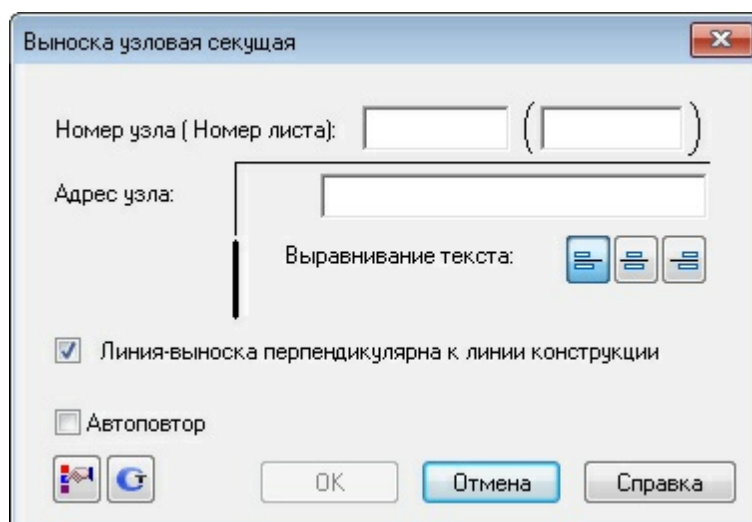 Выноска узловая секущая
Номер узла ( Номер листа): ( )
Адрес узла:
Выравнивание текста:
Линия-выноска перпендикулярна к линии конструкции
Автоповтор
OK Отмена Справка